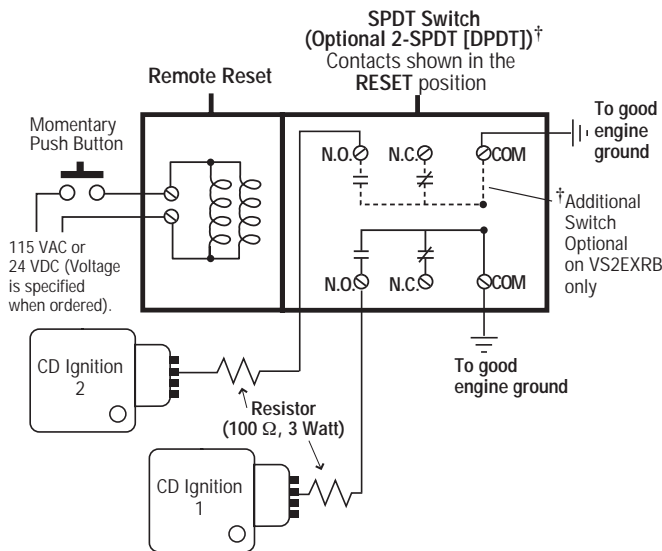 SPDT Switch
(Optional 2-SPDT [DPDT])†
Contacts shown in the
RESET position
Remote Reset
To good
engine
ground
Momentary
Push Button
N.O.
N.C.
COM
†Additional
Switch
Optional
on VS2EXRB
only
115 VAC or
24 VDC (Voltage
is specified
when ordered).
N.O.
N.C.
COM
To good
engine ground
CD Ignition
2
Resistor
(100 Ω, 3 Watt)
CD Ignition
1